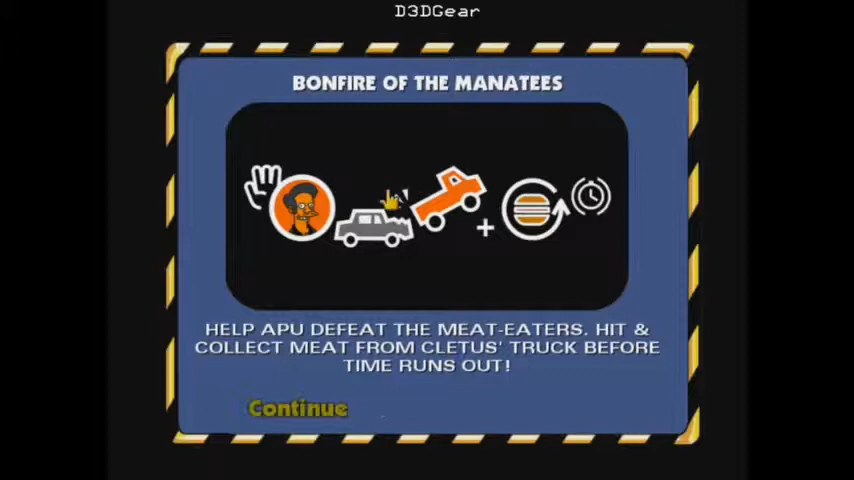 D3DGear
BONFIRE OF THE MANATEES
HELP APU DEFEAT THE MEAT-EATERS. HIT &
COLLECT MEAT FROM CLETUS' TRUCK BEFORE
TIME RUNS OUT!
Continue